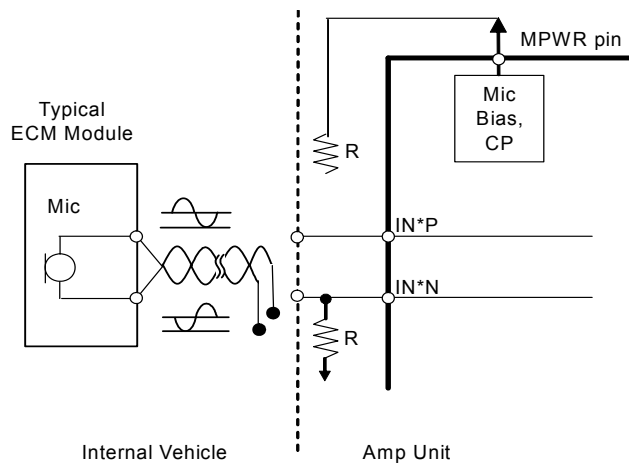 MPWR pin
Typical
ECM Module
Mic
Bias,
CP
R
Mic
IN*P
IN*N
R
Internal Vehicle
Amp Unit